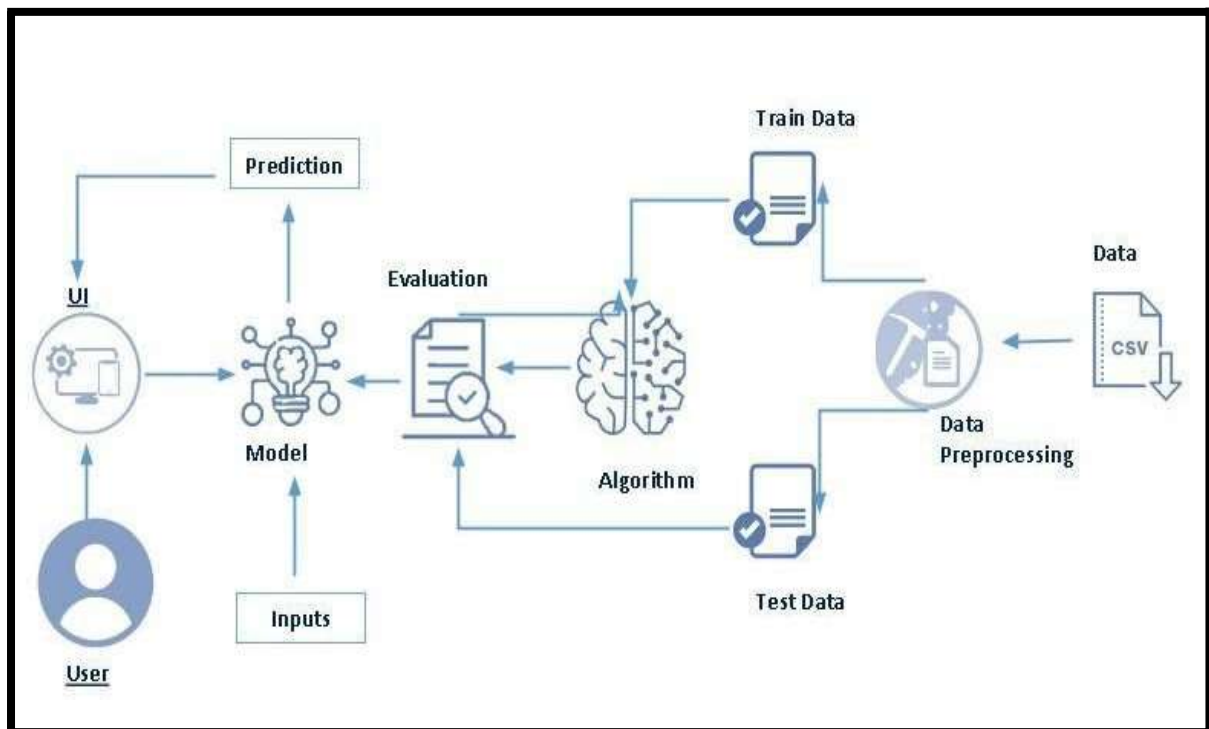 Train Data
Prediction
Data
Evaluation
UI
CSV
Data
Preprocessing
Model
Algorithm
Test Data
Inputs
User